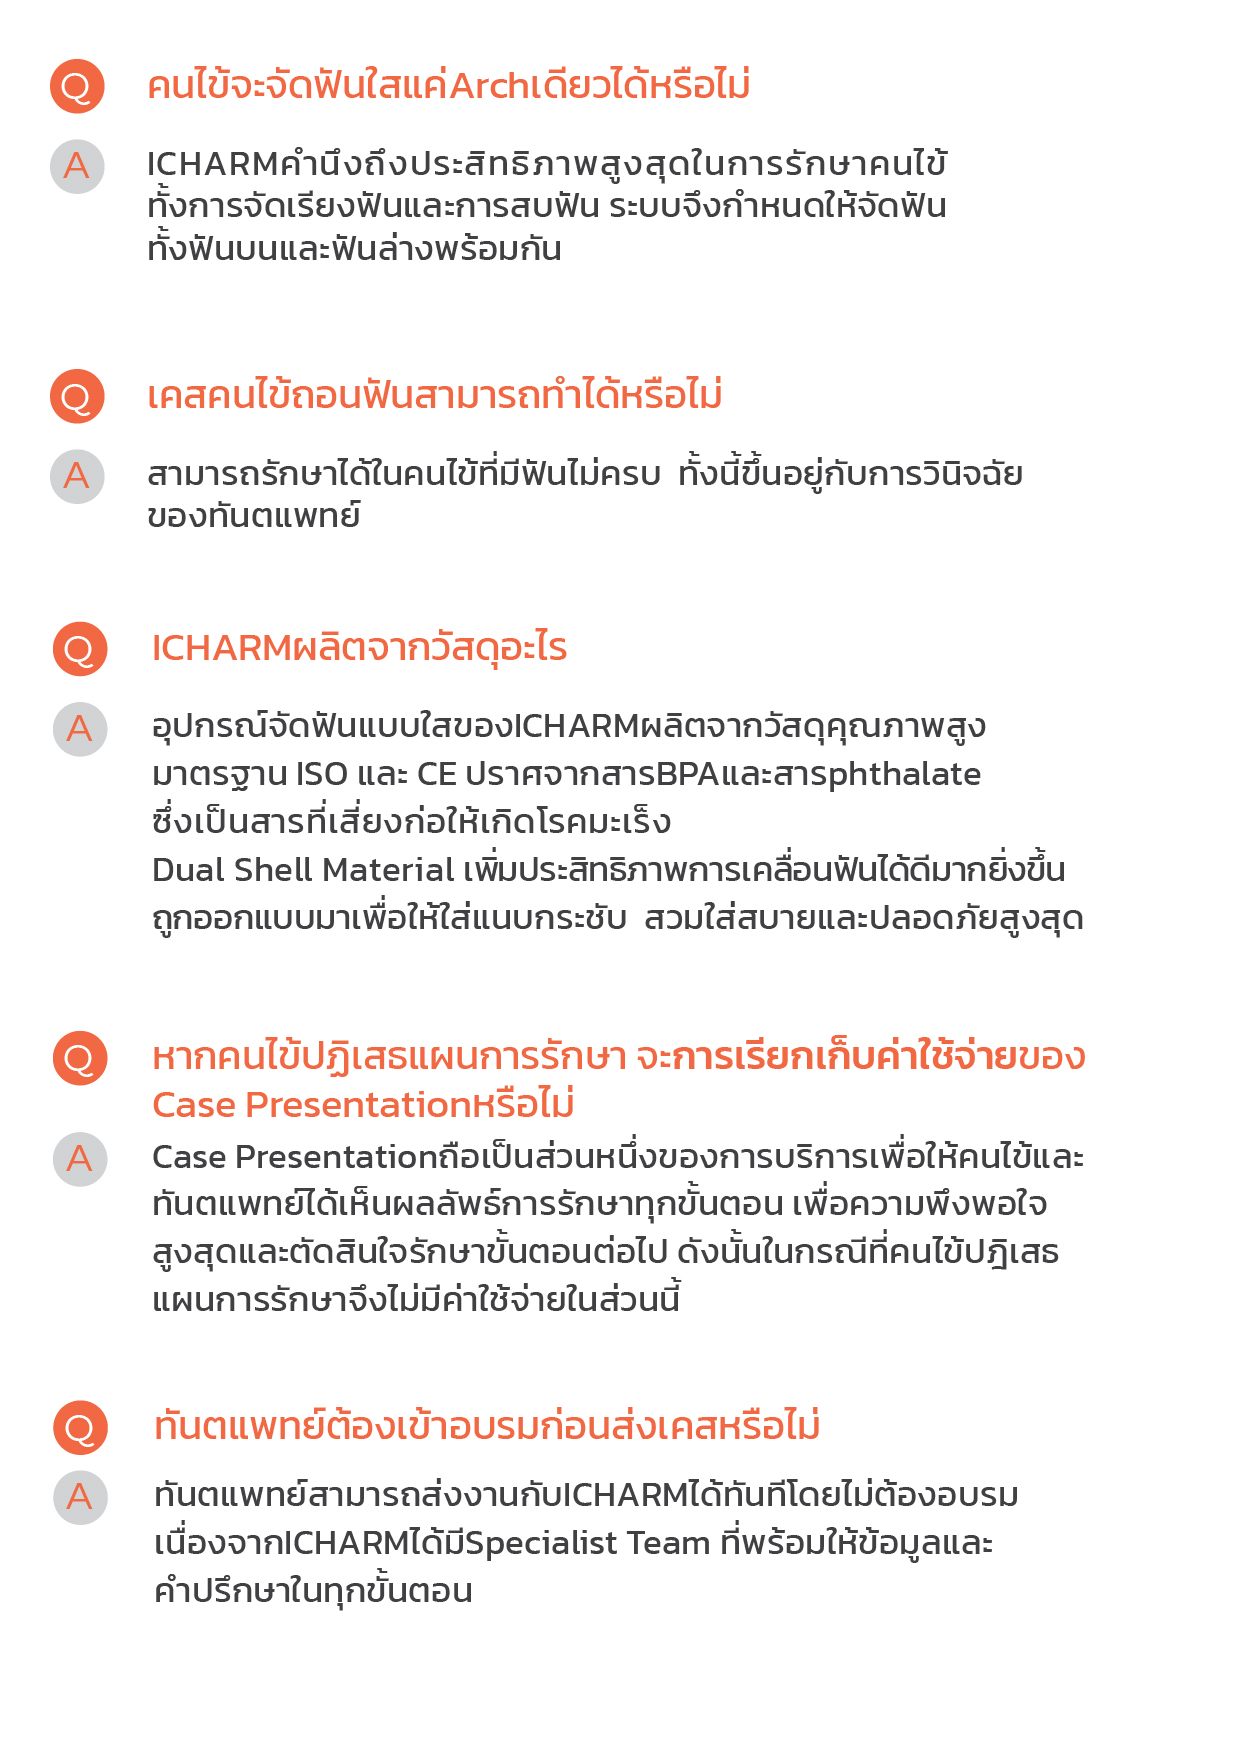 Q คนไข้จะจัดฟันใสแค่Archเดียวได้หรือไม่
A ICHARMคำนึงถึงประสิทธิภาพสูงสุดในการรักษาคนไข้
ทั้งการจัดเรียงฟันและการสบฟัน ระบบจึงกำหนดให้จัดฟัน
ทั้งฟันบนและฟันล่างพร้อมกัน
Q เคสคนไข้ถอนฟันสามารถทำได้หรือไม่
A สามารถรักษาได้ในคนไข้ที่มีฟันไม่ครบ ทั้งนี้ขึ้นอยู่กับการวินิจฉัย
ของทันตแพทย์
Q ICHARMผลิตจากวัสดุอะไร
A อุปกรณ์จัดฟันแบบใสของICHARMผลิตจากวัสดุคุณภาพสูง
มาตรฐาน ISO และ CE ปราศจากสารBPAและสารphthalate
ซึ่งเป็นสารที่เสี่ยงก่อให้เกิดโรคมะเร็ง
Dual Shell Material เพิ่มประสิทธิภาพการเคลื่อนฟันได้ดีมากยิ่งขึ้น
ถูกออกแบบมาเพื่อให้ใส่แนบกระชับ สวมใส่สบายและปลอดภัยสูงสุด
Q หากคนไข้ปฏิเสธแผนการรักษา จะการเรียกเก็บค่าใช้จ่ายของ
Case Presentationหรือไม่
A Case Presentationถือเป็นส่วนหนึ่งของการบริการเพื่อให้คนไข้และ
ทันตแพทย์ได้เห็นผลลัพธ์การรักษาทุกขั้นตอน เพื่อความพึงพอใจ
สูงสุดและตัดสินใจรักษาขั้นตอนต่อไป ดังนั้นในกรณีที่คนไข้ปฎิเสธ
แผนการรักษาจึงไม่มีค่าใช้จ่ายในส่วนนี้
Q ทันตแพทย์ต้องเข้าอบรมก่อนส่งเคสหรือไม่
A ทันตแพทย์สามารถส่งงานกับICHARMได้ทันทีโดยไม่ต้องอบรม
เนื่องจากICHARMได้มีSpecialist Team ที่พร้อมให้ข้อมูลและ
คำปรึกษาในทุกขั้นตอน